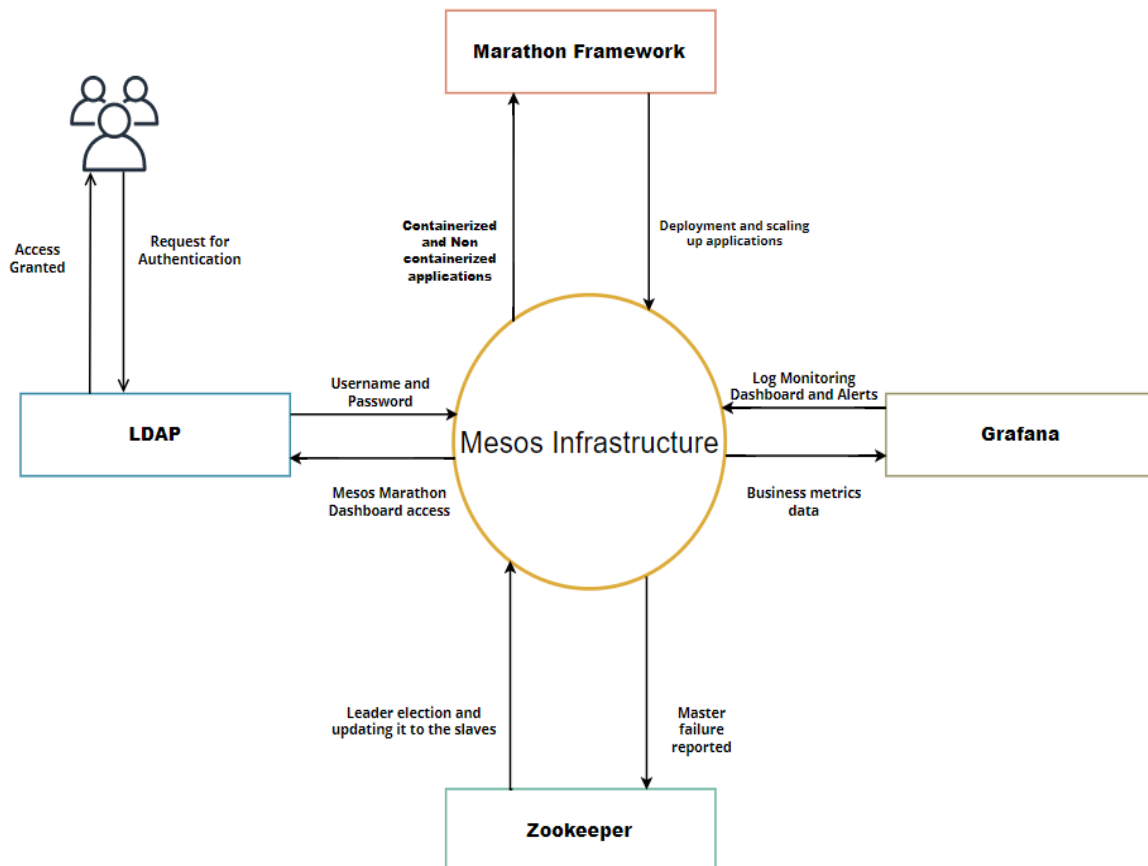 Marathon Framework
Containerized
and Non
containerized
applications
Deployment and scaling
up applications
Access
Granted
Request for
Authentication
Username and
Password
LDAP
Mesos Infrastructure
Log Monitoring
Dashboard and Alerts
Grafana
Mesos Marathon
Dashboard access
Business metrics
data
Leader election and
updating it to the slaves
Master
failure
reported
Zookeeper